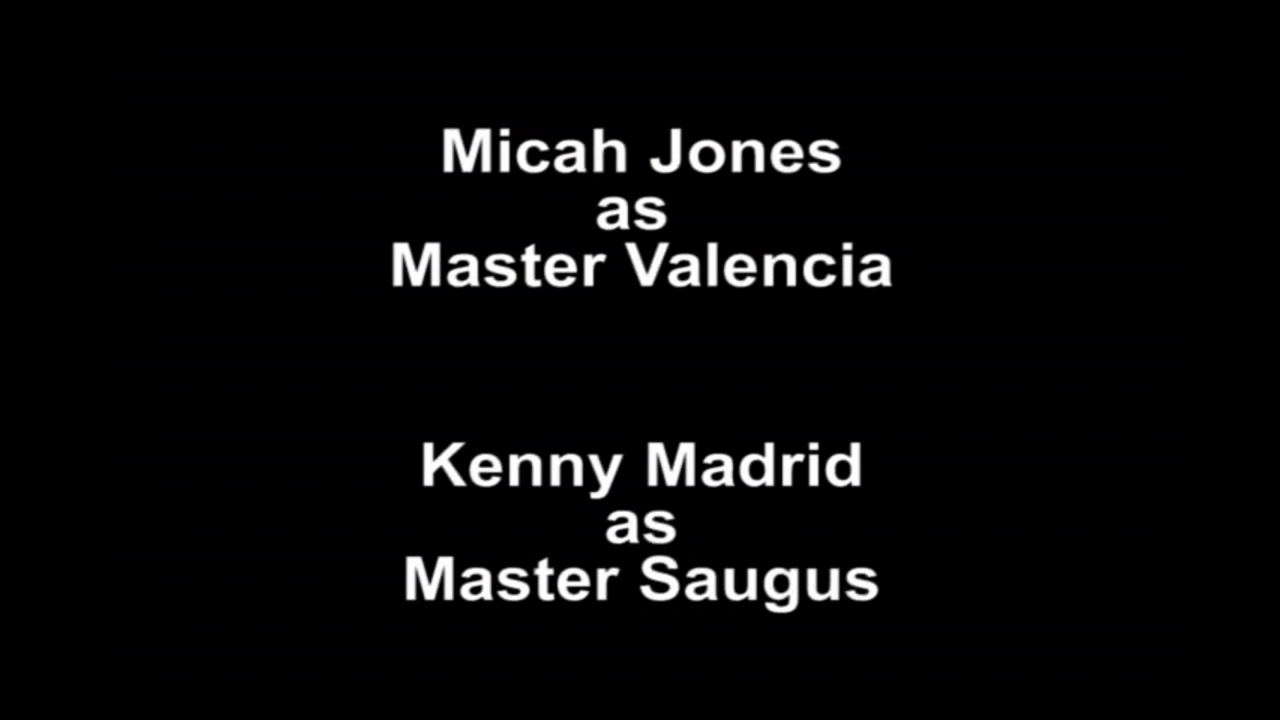 Micah Jones
as
Master Valencia
Kenny Madrid
as
Master Saugus